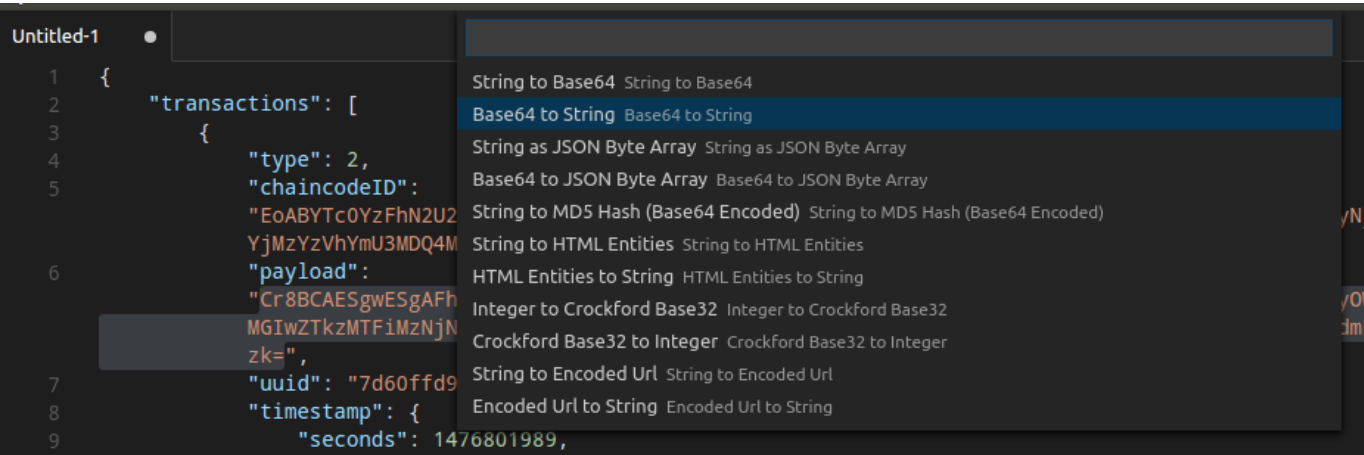 Untitled-1
1 {
2 "transactions": [
3 {
4 "type": 2,
5 "chaincodeID":
"EoABYTc0YzFhN2U2
YjMzYzVhYmU3MDQ4M
6 "payload":
"Cr8BCAESgwESgAFh
MGIwZTkzMTFiMzNjN
zk=",
7 "uuid": "7d60ffd9
8 "timestamp": {
9 "seconds": 1476801989,
String to Base64 String to Base64
Base64 to String Base64 to String
String as JSON Byte Array String as JSON Byte Array
Base64 to JSON Byte Array Base64 to JSON Byte Array
String to MD5 Hash (Base64 Encoded) String to MD5 Hash (Base64 Encoded)
String to HTML Entities String to HTML Entities
HTML Entities to String HTML Entities to String
Integer to Crockford Base32 Integer to Crockford Base32
Crockford Base32 to Integer Crockford Base32 to Integer
String to Encoded Url String to Encoded Url
Encoded Url to String Encoded Url to String